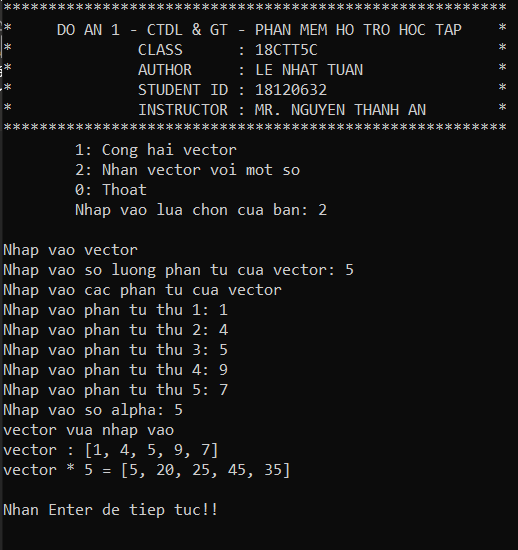 ********************************************************
*     DO AN 1 - CTDL & GT - PHAN MEM HO TRO HOC TAP    *
*              CLASS      : 18CTT5C                    *
*              AUTHOR     : LE NHAT TUAN               *
*              STUDENT ID : 18120632                   *
*              INSTRUCTOR : MR. NGUYEN THANH AN        *
********************************************************
        1: Cong hai vector
        2: Nhan vector voi mot so
        0: Thoat
        Nhap vao lua chon cua ban: 2

Nhap vao vector
Nhap vao so luong phan tu cua vector: 5
Nhap vao cac phan tu cua vector
Nhap vao phan tu thu 1: 1
Nhap vao phan tu thu 2: 4
Nhap vao phan tu thu 3: 5
Nhap vao phan tu thu 4: 9
Nhap vao phan tu thu 5: 7
Nhap vao so alpha: 5
vector vua nhap vao
vector : [1, 4, 5, 9, 7]
vector * 5 = [5, 20, 25, 45, 35]

Nhan Enter de tiep tuc!!